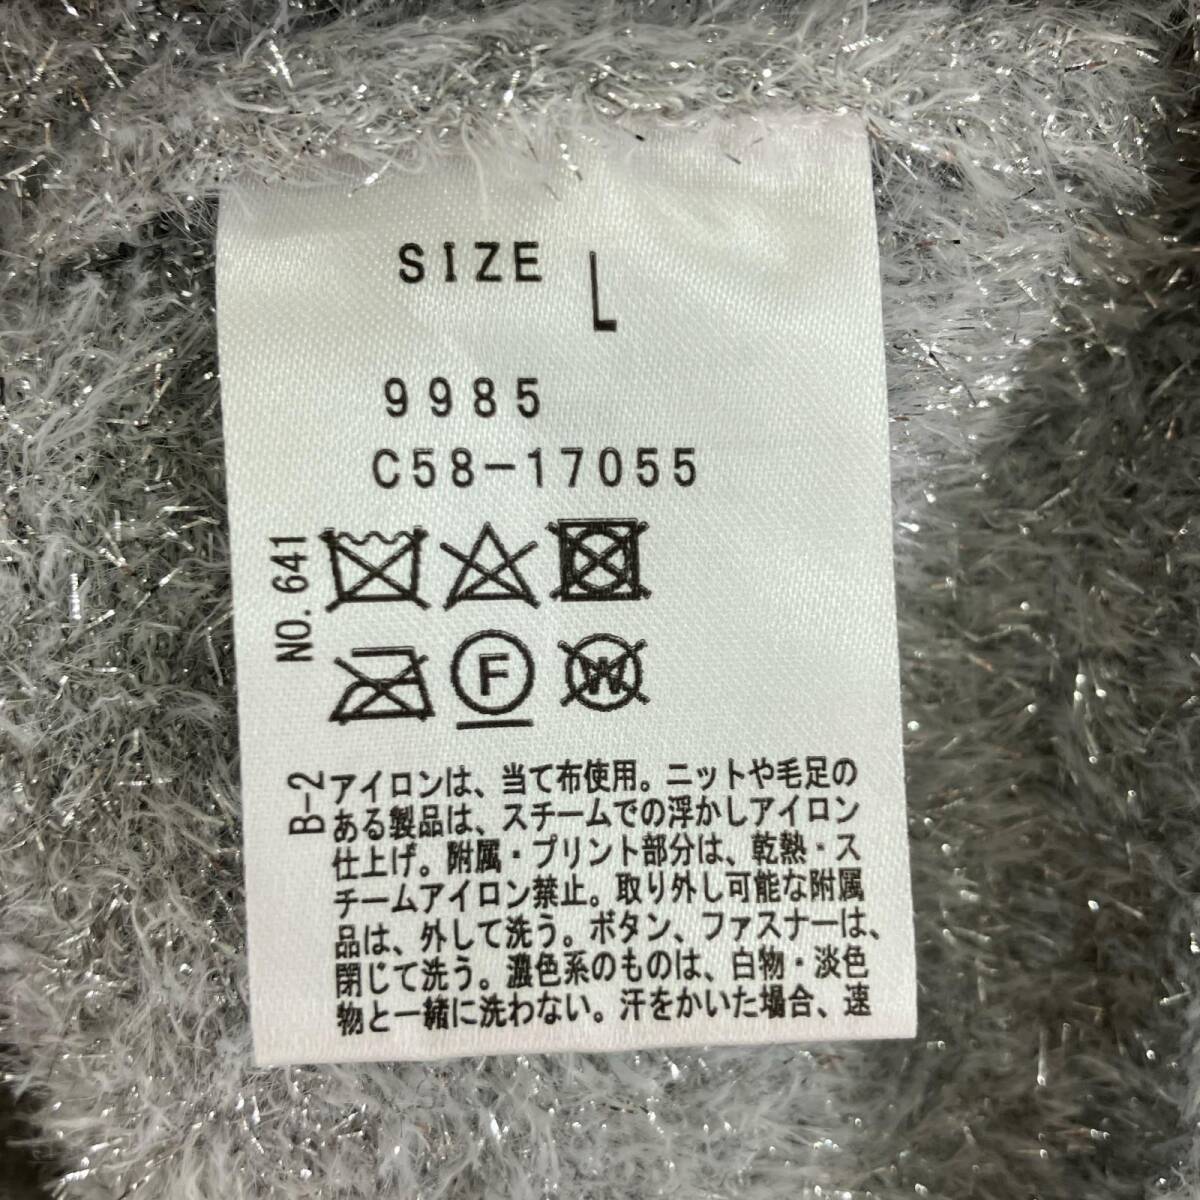 SIZE L
9985
C58-17055
NO. 641
F
W
B-2
アイロンは、当て布使用。ニットや毛足の
ある製品は、スチームでの浮かしアイロン
仕上げ。附属・プリント部分は、乾熱・ス
チームアイロン禁止。取り外し可能な附属
品は、外して洗う。ボタン、ファスナーは、
閉じて洗う。濃色系のものは、白物・淡色
物と一緒に洗わない。汗をかいた場合、速